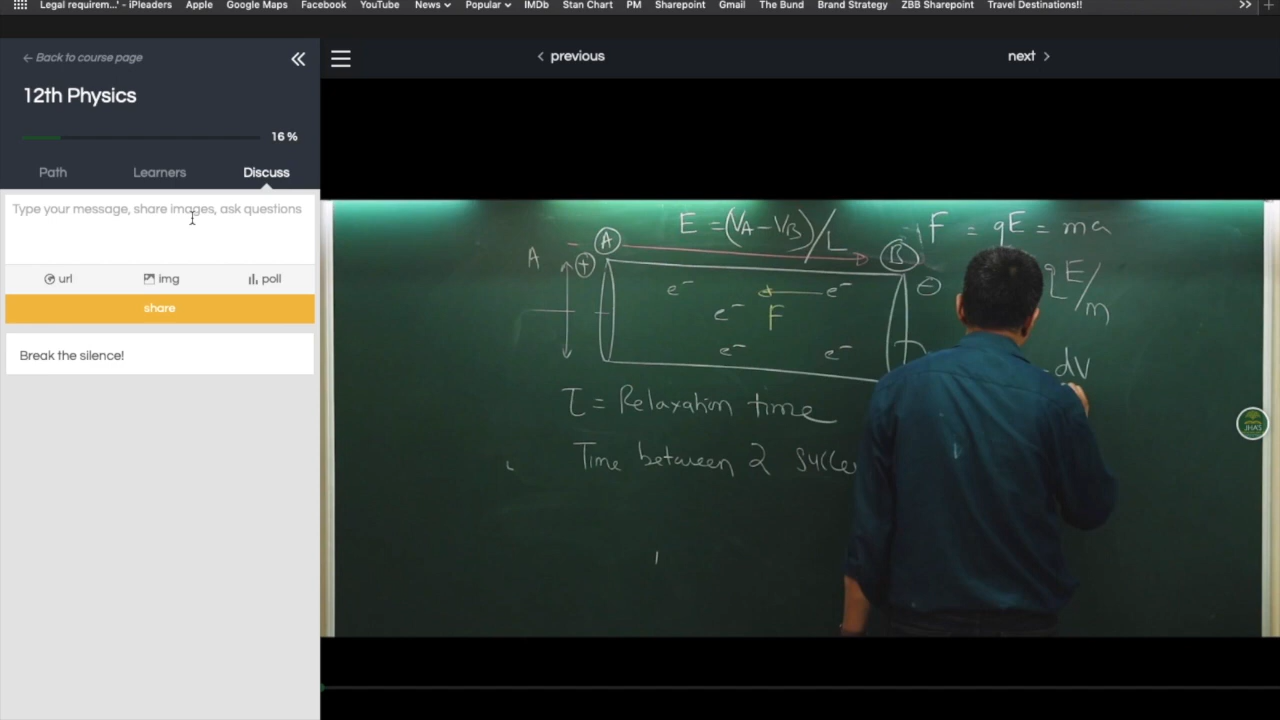 Legal requirem...' - iPleaders Apple Google Maps Facebook YouTube News Popular IMDb Stan Chart PM Sharepoint Gmail The Bund Brand Strategy ZBB Sharepoint Travel Destinations!!
Back to course page
previous
next
12th Physics
16 %
Path Learners Discuss
Type your message, share images, ask questions
url img poll
share
Break the silence!
E = (VA - VB)/L
F = qE = ma
A
A
+
B
e⁻ e⁻
-
e⁻
F
e⁻ e⁻
qE/m
dV
τ = Relaxation time
Time between 2 succe
JHA'S